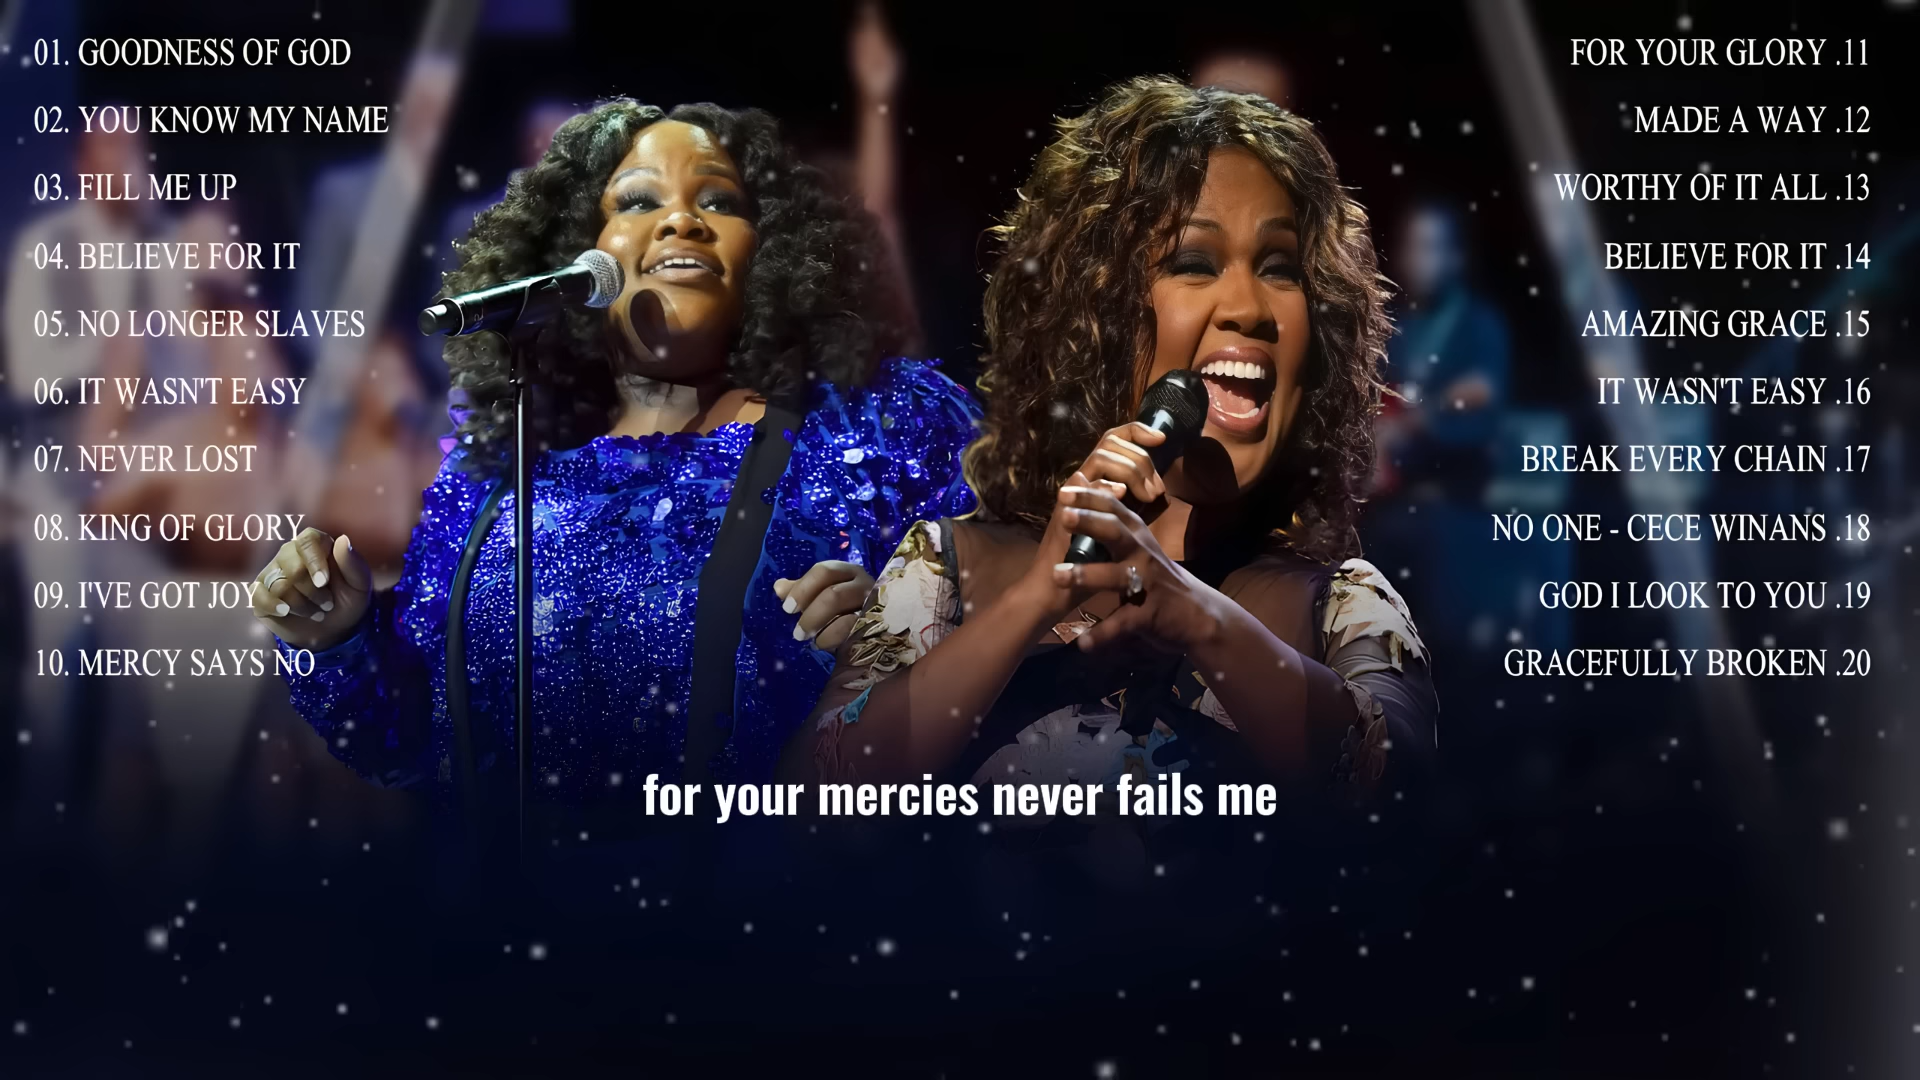 01. GOODNESS OF GOD
02. YOU KNOW MY NAME
03. FILL ME UP
04. BELIEVE FOR IT
05. NO LONGER SLAVES
06. IT WASN'T EASY
07. NEVER LOST
08. KING OF GLORY
09. I'VE GOT JOY
10. MERCY SAYS NO
FOR YOUR GLORY .11
MADE A WAY .12
WORTHY OF IT ALL .13
BELIEVE FOR IT .14
AMAZING GRACE .15
IT WASN'T EASY .16
BREAK EVERY CHAIN .17
NO ONE - CECE WINANS .18
GOD I LOOK TO YOU .19
GRACEFULLY BROKEN .20
for your mercies never fails me